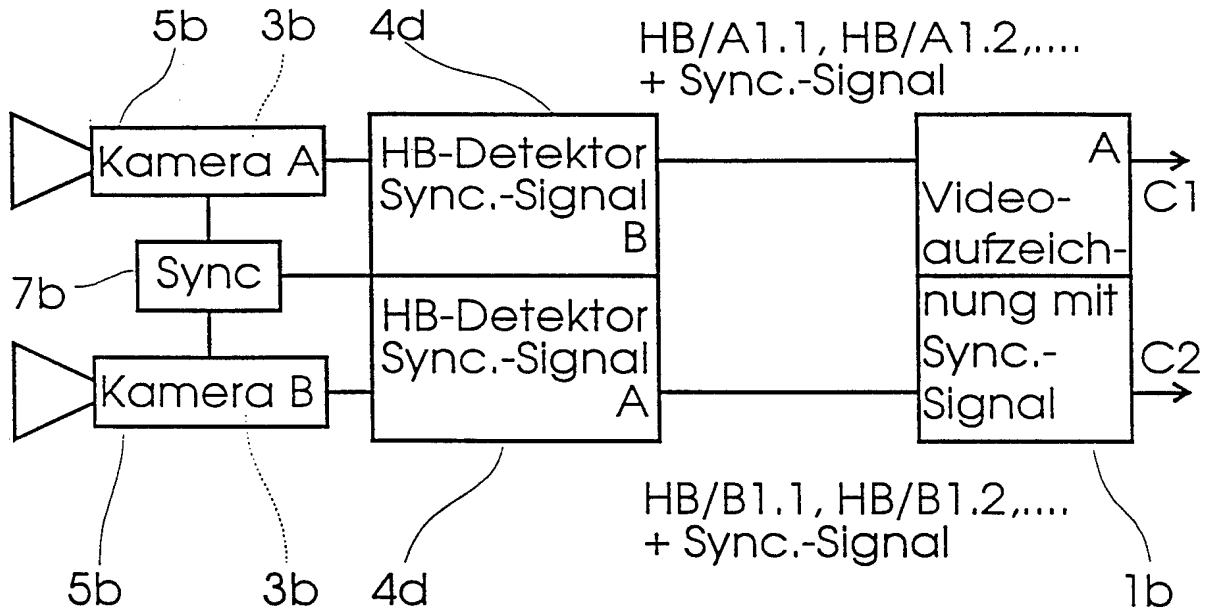 5b
3b
4d
HB/A1.1, HB/A1.2,....
+ Sync.-Signal
Kamera A
HB-Detektor
Sync.-Signal
B
A
Video-
aufzeich-
nung mit
Sync.-
Signal
C1
Sync
7b
HB-Detektor
Sync.-Signal
A
Kamera B
C2
HB/B1.1, HB/B1.2,....
+ Sync.-Signal
5b
3b
4d
1b